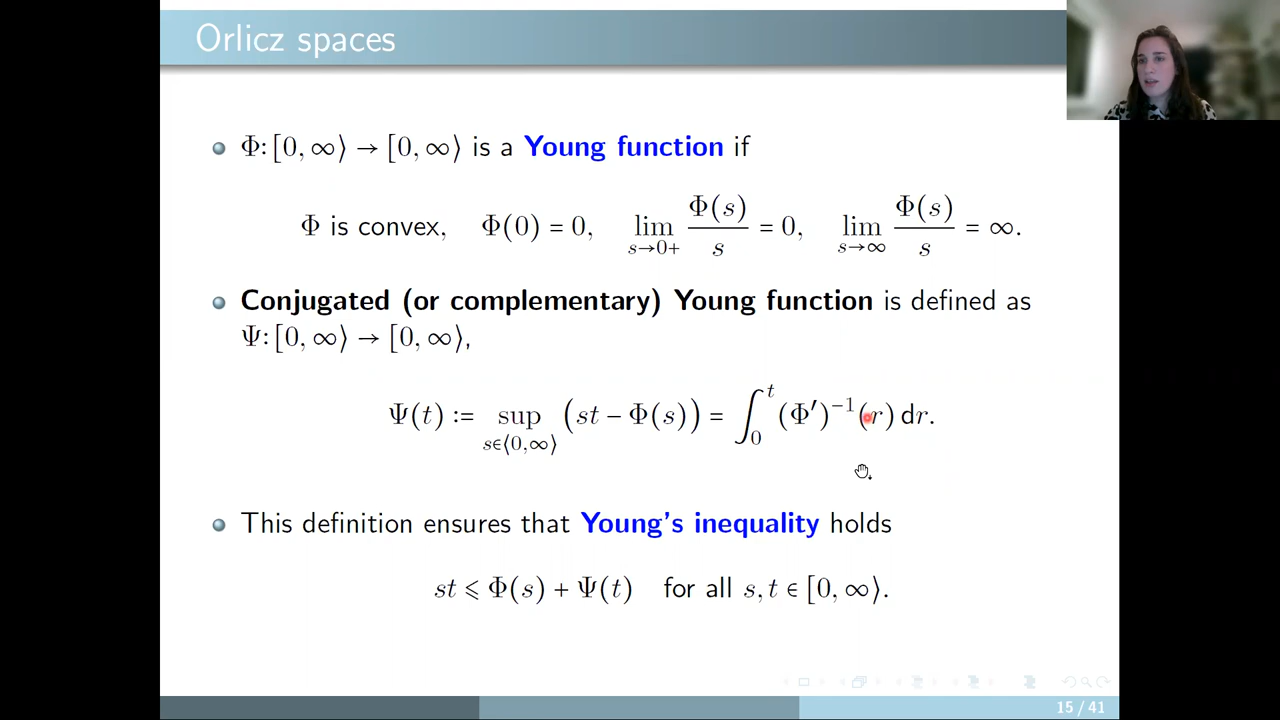 Orlicz spaces
Φ: [0, ∞⟩ → [0, ∞⟩ is a Young function if
Φ is convex, Φ(0) = 0, lim_{s→0+} Φ(s)/s = 0, lim_{s→∞} Φ(s)/s = ∞.
Conjugated (or complementary) Young function is defined as
Ψ: [0, ∞⟩ → [0, ∞⟩,
Ψ(t) := sup_{s∈⟨0,∞⟩} (st − Φ(s)) = ∫_0^t (Φ′)^{−1}(r) dr.
This definition ensures that Young's inequality holds
st ⩽ Φ(s) + Ψ(t) for all s, t ∈ [0, ∞⟩.
15 / 41